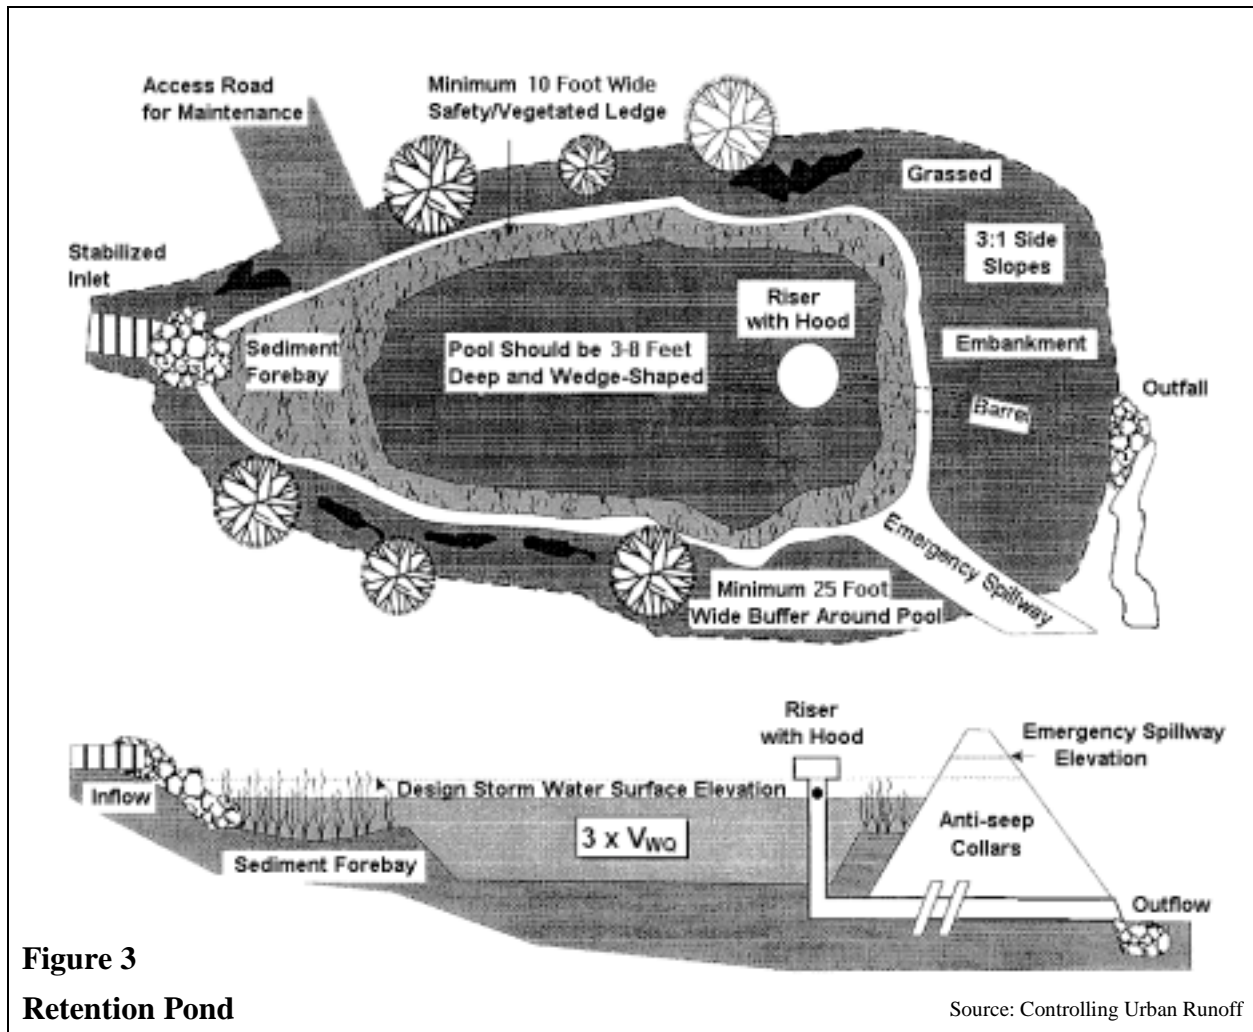 Access Road
for Maintenance
Minimum 10 Foot Wide
Safety/Vegetated Ledge
Grassed
3:1 Side
Slopes
Stabilized
Inlet
Riser
with Hood
Sediment
Forebay
Pool Should be 3-8 Feet
Deep and Wedge-Shaped
Embankment
Outfall
Barrel
Emergency Spillway
Minimum 25 Foot
Wide Buffer Around Pool
Riser
with Hood
Emergency Spillway
Elevation
Inflow
Design Storm Water Surface Elevation
3 x VWQ
Anti-seep
Collars
Sediment Forebay
Outflow
Figure 3
Retention Pond
Source: Controlling Urban Runoff